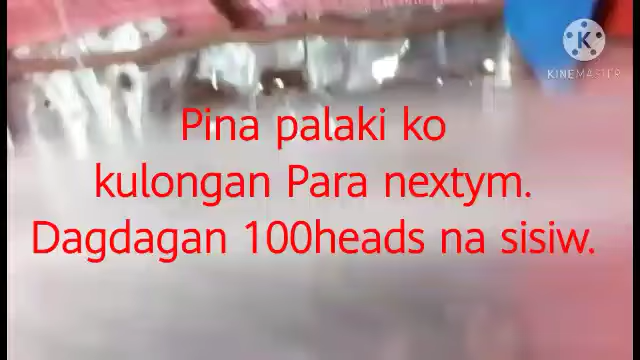 KINEMASTER
Pina palaki ko
kulongan Para nextym.
Dagdagan 100heads na sisiw.